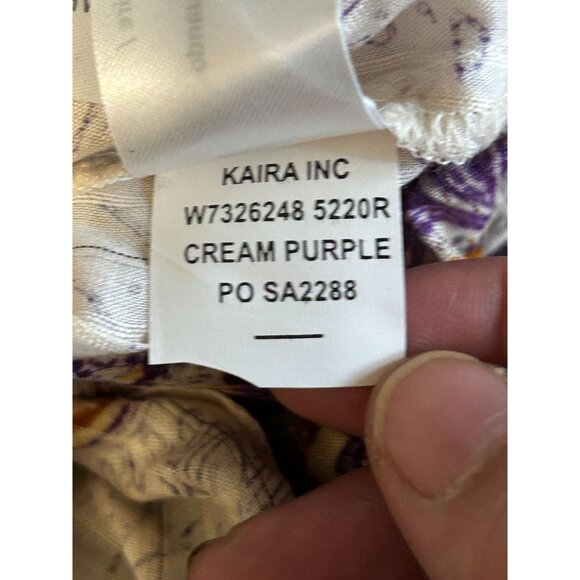 KAIRA INC
W7326248 5220R
CREAM PURPLE
PO SA2288